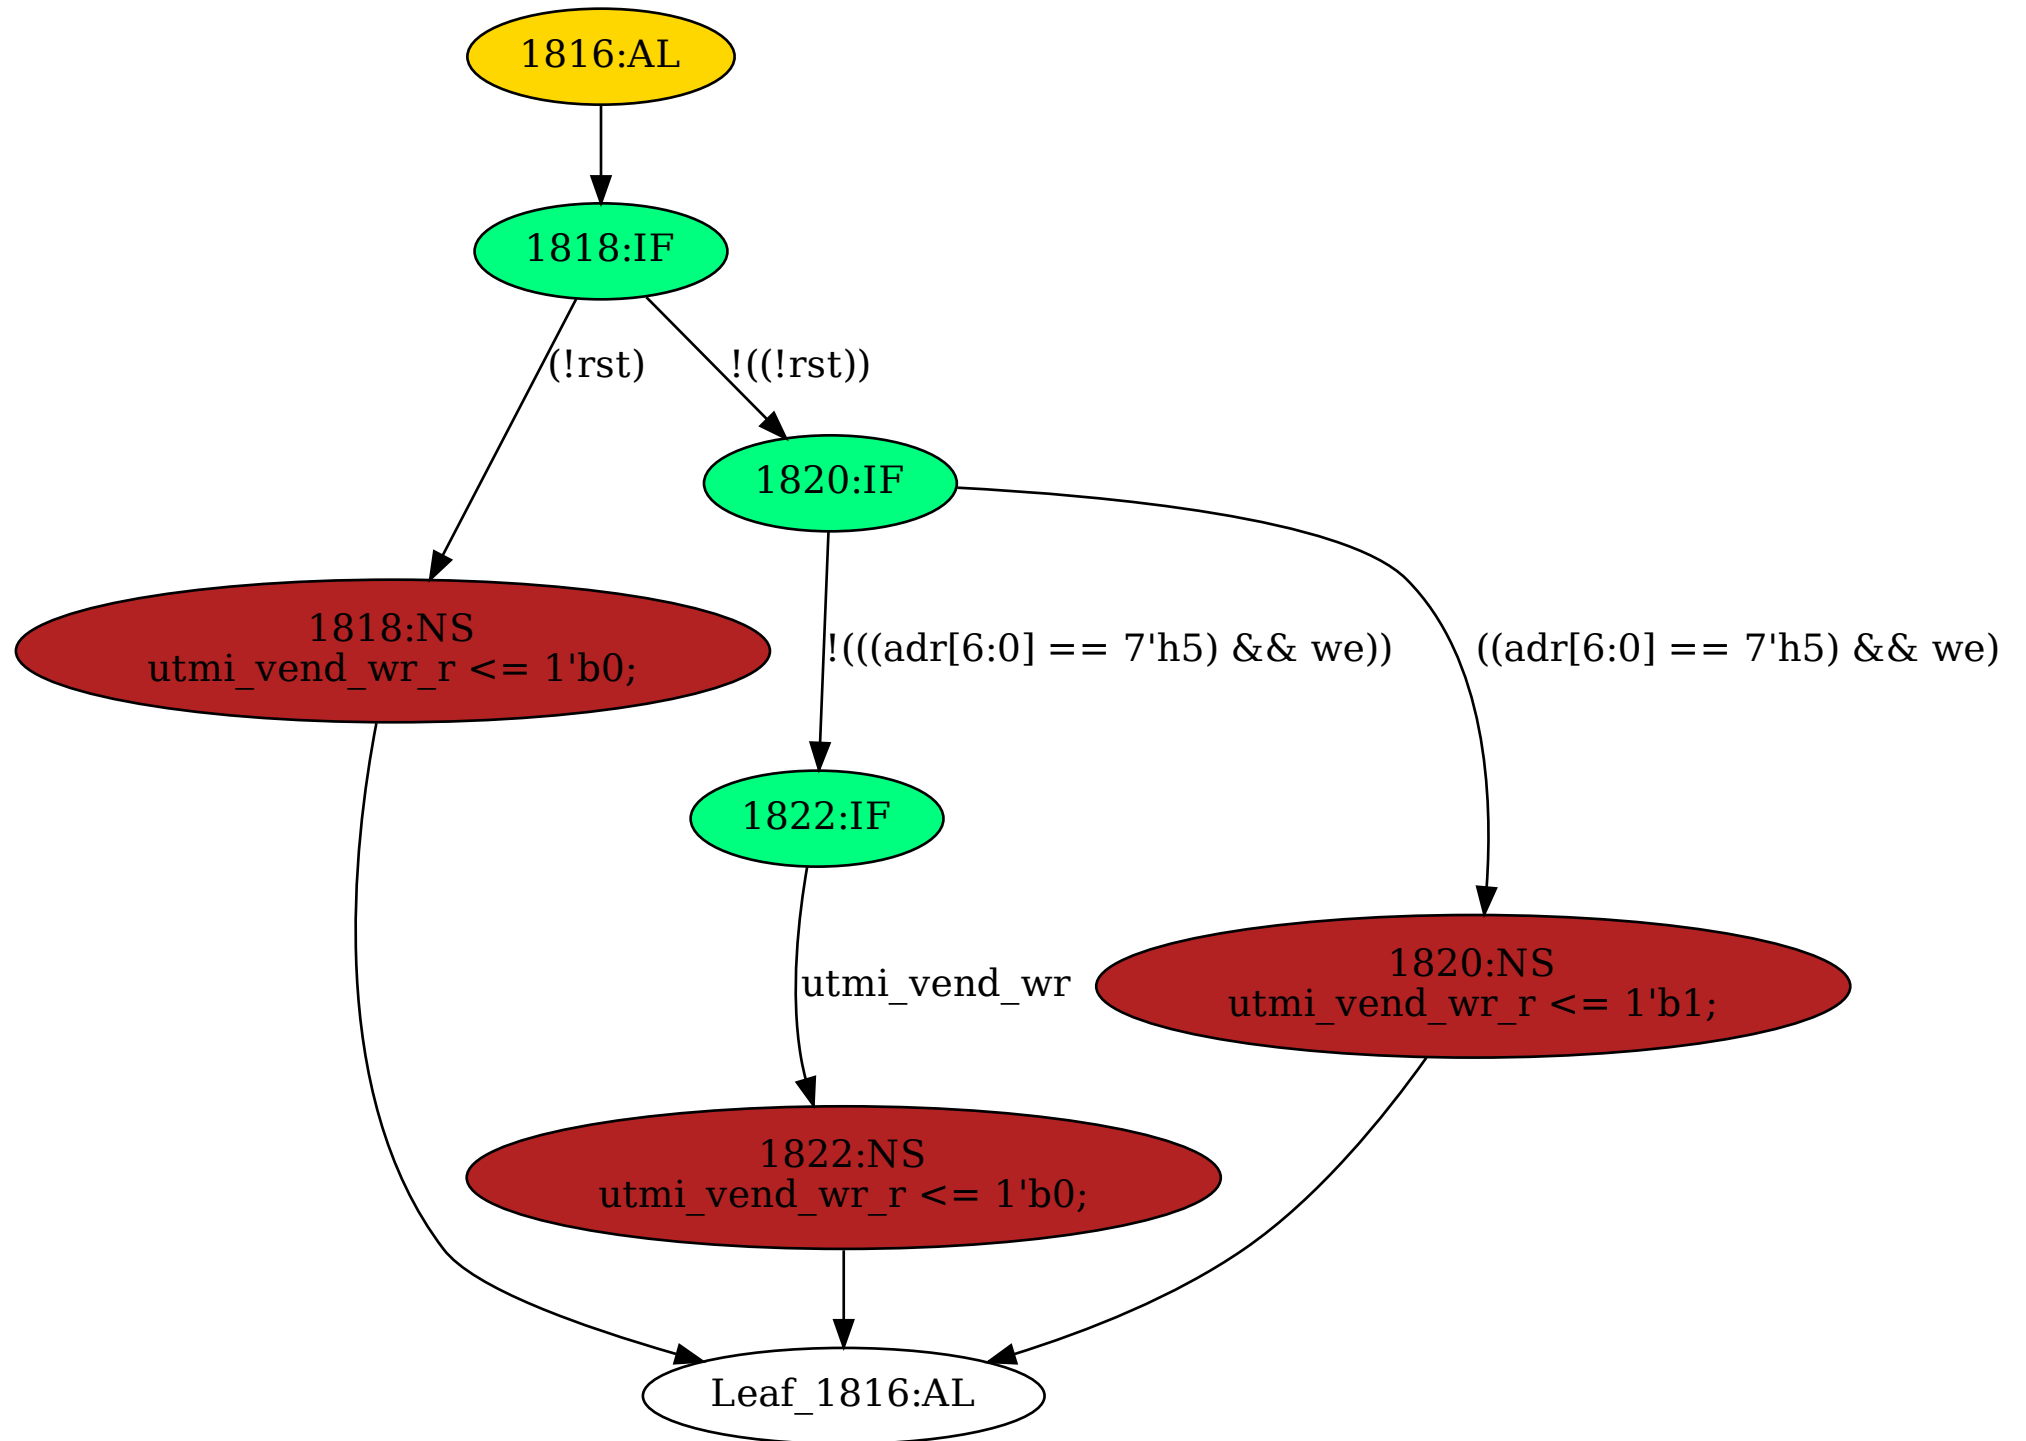 1816:AL
1818:IF
(!rst)
!((!rst))
1820:IF
1818:NS
utmi_vend_wr_r <= 1'b0;
!(((adr[6:0] == 7'h5) && we))
((adr[6:0] == 7'h5) && we)
1822:IF
utmi_vend_wr
1820:NS
utmi_vend_wr_r <= 1'b1;
1822:NS
utmi_vend_wr_r <= 1'b0;
Leaf_1816:AL